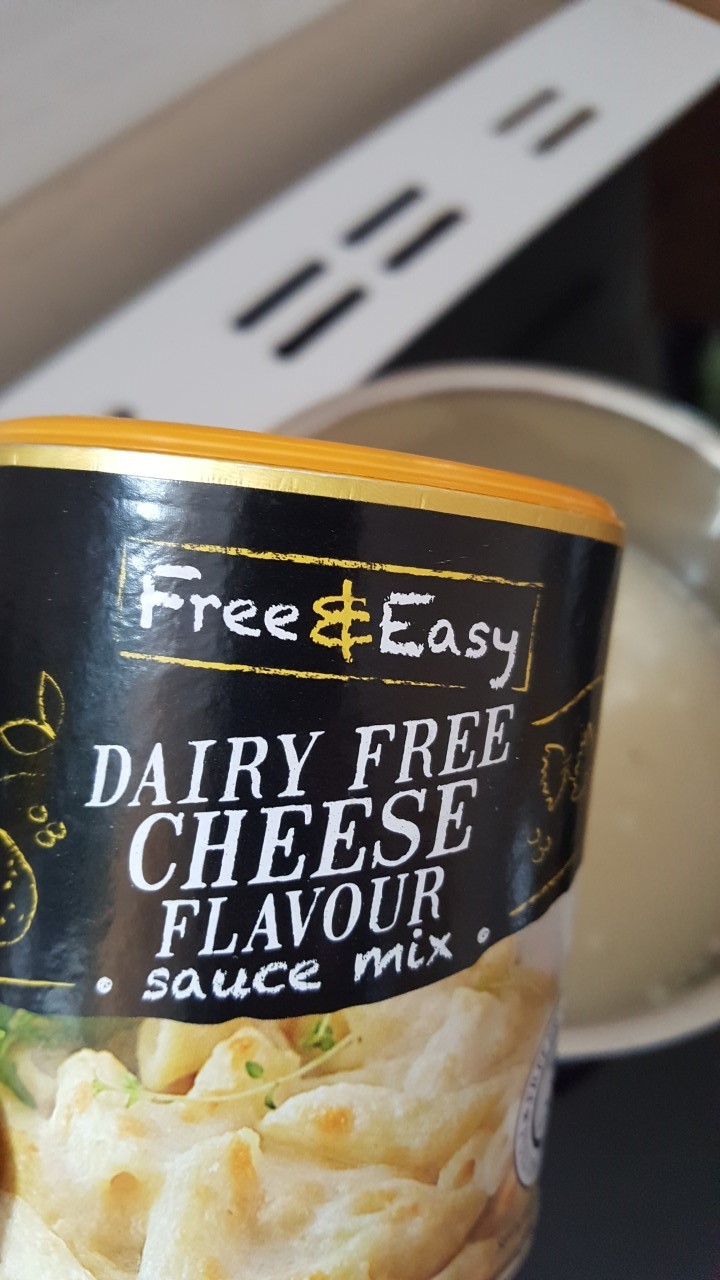 Free & Easy
DAIRY FREE
CHEESE
FLAVOUR
• sauce mix •